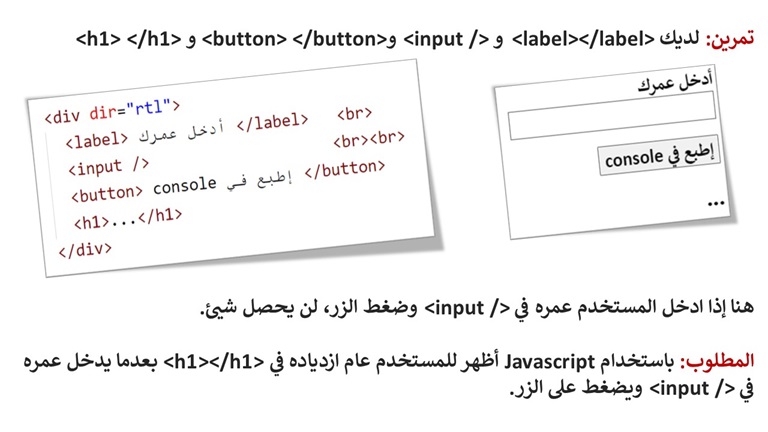 تمرين: لديك <label></label> و <input /> و<button> </button> و <h1> </h1>
<div dir="rtl">
<label> أدخل عمرك </label> <br>
<input /> <br><br>
<button> إطبع في console </button>
<h1>...</h1>
</div>
أدخل عمرك
إطبع في console
...
هنا إذا ادخل المستخدم عمره في <input /> وضغط الزر، لن يحصل شيئ.
المطلوب: باستخدام Javascript أظهر للمستخدم عام ازدياده في <h1></h1> بعدما يدخل عمره
في <input /> ويضغط على الزر.